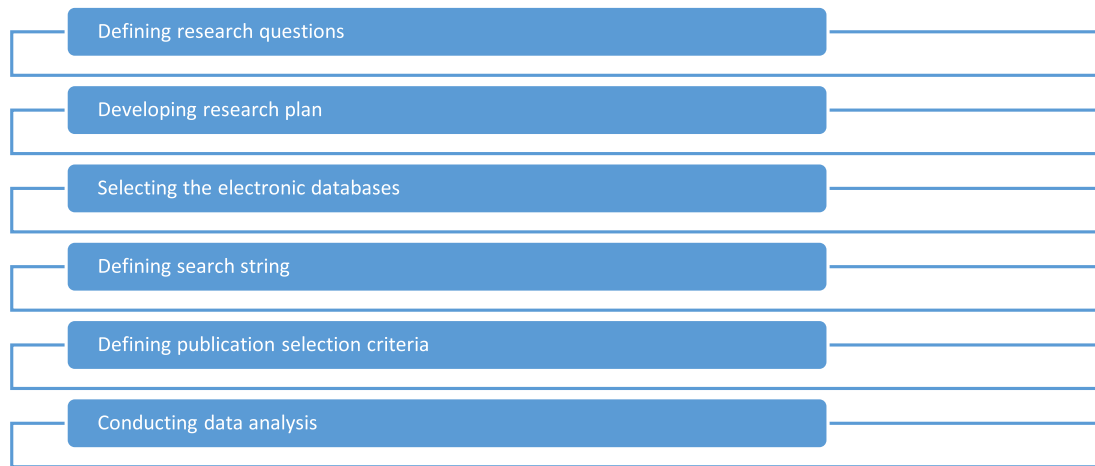 Defining research questions
Developing research plan
Selecting the electronic databases
Defining search string
Defining publication selection criteria
Conducting data analysis